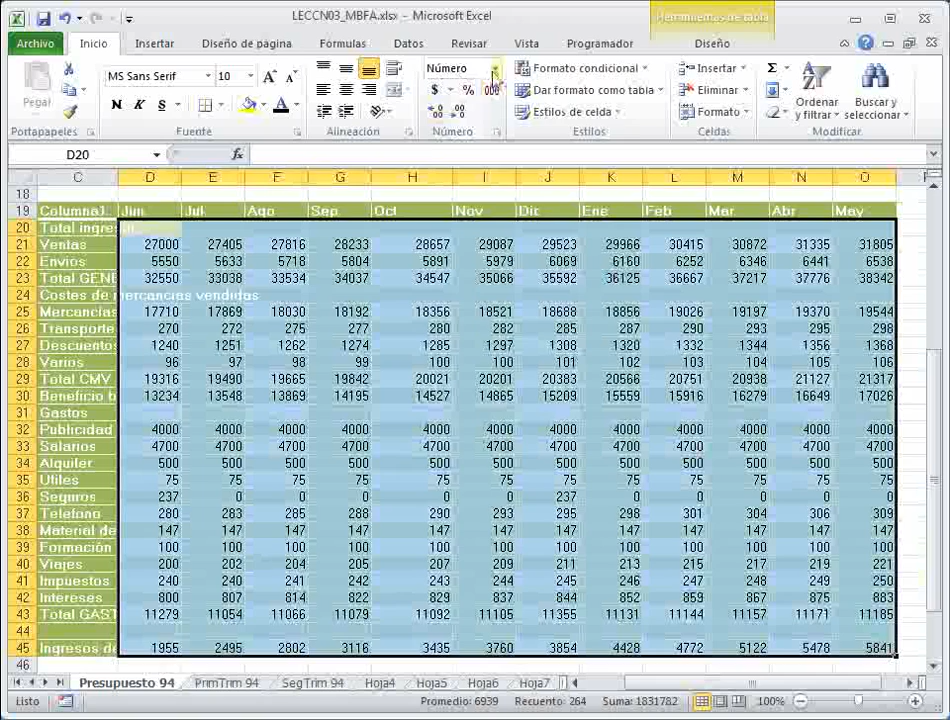 LECCN03_MBFA.xlsx - Microsoft Excel
Herramientas de tabla
Archivo Inicio Insertar Diseño de página Fórmulas Datos Revisar Vista Programador Diseño
MS Sans Serif 10 Número Formato condicional Insertar Σ
Pegar N K S A $ % 000 Dar formato como tabla Eliminar Ordenar y filtrar Buscar y seleccionar
Estilos de celda Formato
Portapapeles Fuente Alineación Número Estilos Celdas Modificar
D20 fx
C D E F G H I J K L M N O
18
19 Columna1 Jun Jul Ago Sep Oct Nov Dic Ene Feb Mar Abr May
20 Total ingre
21 Ventas 27000 27405 27816 28233 28657 29087 29523 29966 30415 30872 31335 31805
22 Envios 5550 5633 5718 5804 5891 5979 6069 6160 6252 6346 6441 6538
23 Total GENE 32550 33038 33534 34037 34547 35066 35592 36125 36667 37217 37776 38342
24 Costes de mercancias vendidas
25 Mercancias 17710 17869 18030 18192 18356 18521 18688 18856 19026 19197 19370 19544
26 Transporte 270 272 275 277 280 282 285 287 290 293 295 298
27 Descuentos 1240 1251 1262 1274 1285 1297 1308 1320 1332 1344 1356 1368
28 Varios 96 97 98 99 100 100 101 102 103 104 105 106
29 Total CMV 19316 19490 19665 19842 20021 20201 20383 20566 20751 20938 21127 21317
30 Beneficio b 13234 13548 13869 14195 14527 14865 15209 15559 15916 16279 16649 17026
31 Gastos
32 Publicidad 4000 4000 4000 4000 4000 4000 4000 4000 4000 4000 4000 4000
33 Salarios 4700 4700 4700 4700 4700 4700 4700 4700 4700 4700 4700 4700
34 Alquiler 500 500 500 500 500 500 500 500 500 500 500 500
35 Utiles 75 75 75 75 75 75 75 75 75 75 75 75
36 Seguros 237 0 0 0 0 0 237 0 0 0 0 0
37 Telefono 280 283 285 288 290 293 295 298 301 304 306 309
38 Material de 147 147 147 147 147 147 147 147 147 147 147 147
39 Formación 100 100 100 100 100 100 100 100 100 100 100 100
40 Viajes 200 202 204 205 207 209 211 213 215 217 219 221
41 Impuestos 240 240 241 242 243 244 245 246 247 248 249 250
42 Intereses 800 807 814 822 829 837 844 852 859 867 875 883
43 Total GAST 11279 11054 11066 11079 11092 11105 11355 11131 11144 11157 11171 11185
44
45 Ingresos de 1955 2495 2802 3116 3435 3760 3854 4428 4772 5122 5478 5841
46
Presupuesto 94 PrimTrim 94 SegTrim 94 Hoja4 Hoja5 Hoja6 Hoja7
Listo Promedio: 6939 Recuento: 264 Suma: 1831782 100%